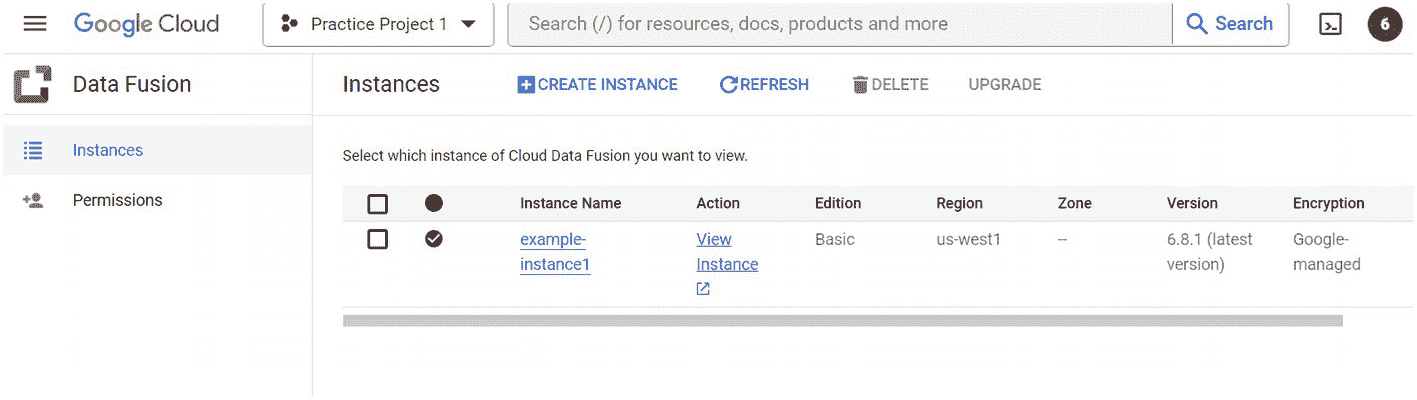 Google Cloud Practice Project 1 Search (/) for resources, docs, products and more Search 6
Data Fusion
Instances CREATE INSTANCE REFRESH DELETE UPGRADE
Instances
Permissions
Select which instance of Cloud Data Fusion you want to view.
Instance Name Action Edition Region Zone Version Encryption
example- View Basic us-west1 -- 6.8.1 (latest Google-
instance1 Instance version) managed